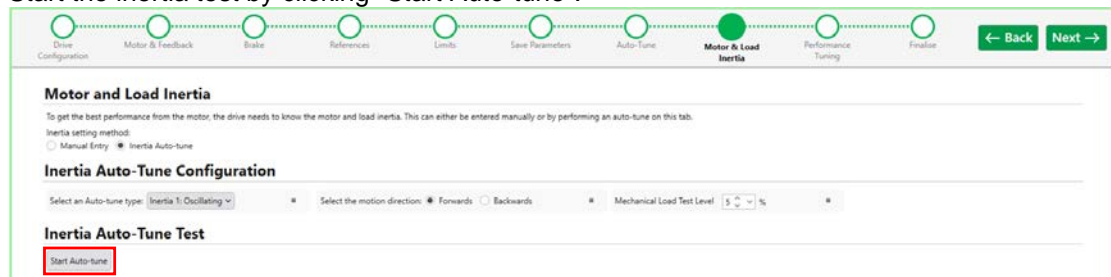 Start the inertia test by clicking "Start Auto-tune".
Drive Configuration
Motor & Feedback
Brake
References
Limits
Save Parameters
Auto-Tune
Motor & Load Inertia
Performance Tuning
Finalise
← Back
Next →
Motor and Load Inertia
To get the best performance from the motor, the drive needs to know the motor and load inertia. This can either be entered manually or by performing an auto-tune on this tab.
Inertia setting method:
Manual Entry Inertia Auto-tune
Inertia Auto-Tune Configuration
Select an Auto-tune type: Inertia 1: Oscillating Select the motion direction: Forwards Backwards Mechanical Load Test Level 5 %
Inertia Auto-Tune Test
Start Auto-tune